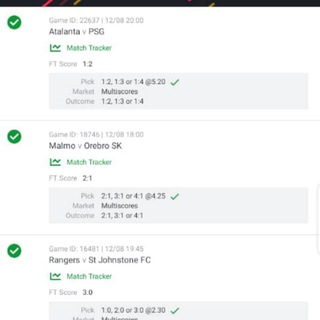 Game ID: 22637 | 12/08 20:00
Atalanta v PSG
Match Tracker
FT Score 1:2
Pick 1:2, 1:3 or 1:4 @5.20
Market Multiscores
Outcome 1:2, 1:3 or 1:4
Game ID: 18746 | 12/08 18:00
Malmo v Orebro SK
Match Tracker
FT Score 2:1
Pick 2:1, 3:1 or 4:1 @4.25
Market Multiscores
Outcome 2:1, 3:1 or 4:1
Game ID: 16481 | 12/08 19:45
Rangers v St Johnstone FC
Match Tracker
FT Score 3:0
Pick 1:0, 2:0 or 3:0 @2.30
Market Multiscores